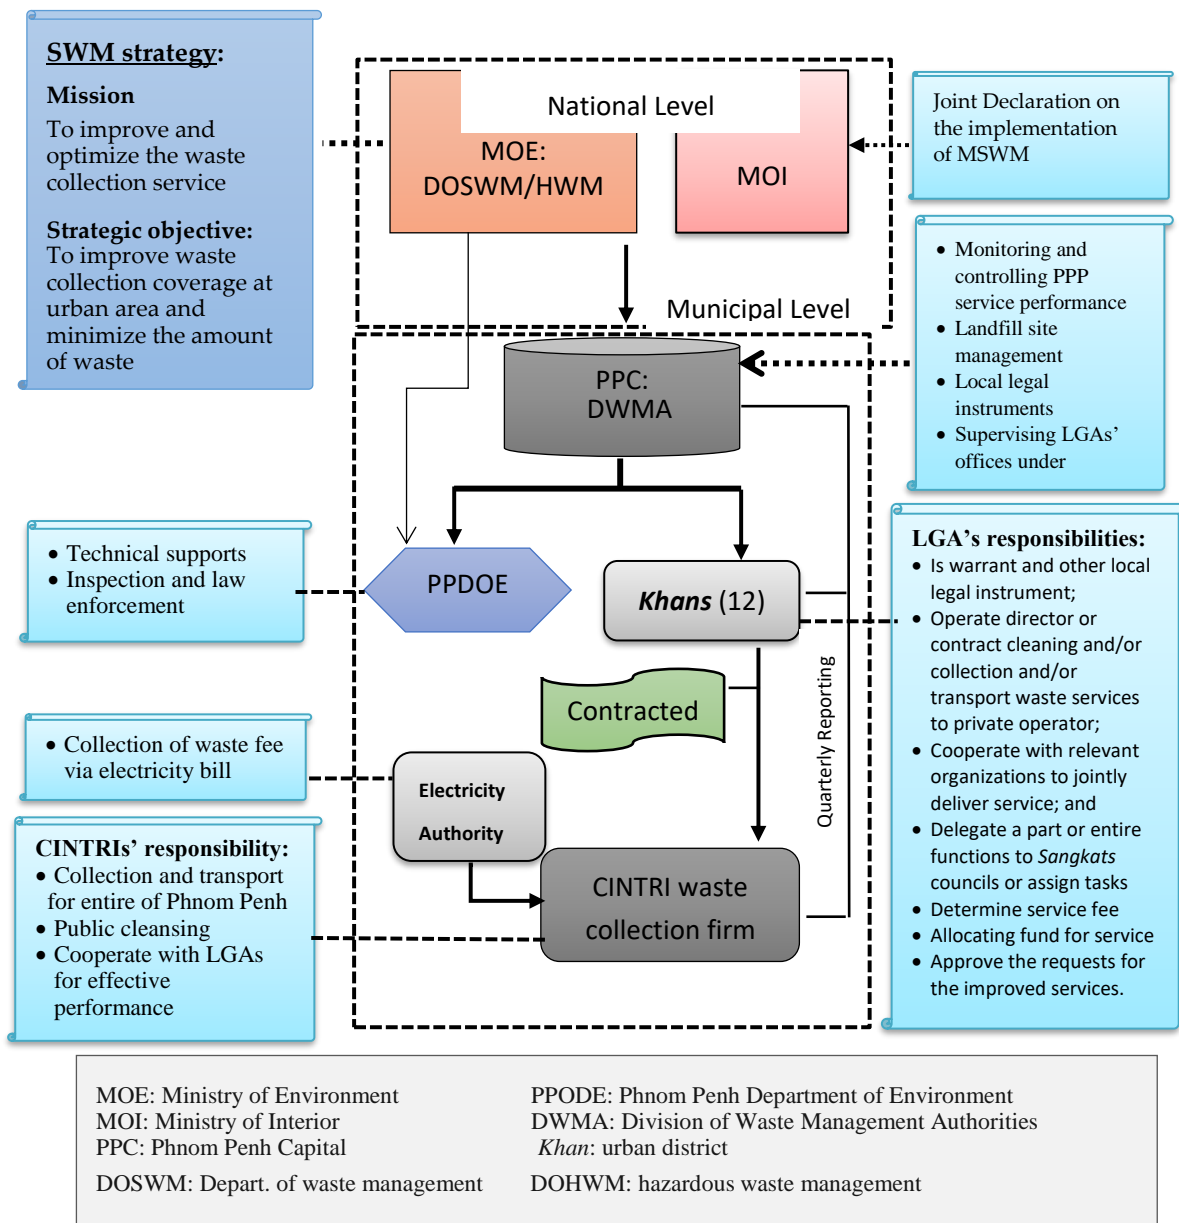 SWM strategy:
Mission
To improve and
optimize the waste
collection service
Strategic objective:
To improve waste
collection coverage at
urban area and
minimize the amount
of waste
National Level
MOE:
DOSWM/HWM
MOI
Joint Declaration on
the implementation
of MSWM
Municipal Level
• Monitoring and
controlling PPP
service performance
• Landfill site
management
• Local legal
instruments
• Supervising LGAs'
offices under
PPC:
DWMA
• Technical supports
• Inspection and law
enforcement
PPDOE
Khans (12)
LGA's responsibilities:
• Is warrant and other local
legal instrument;
• Operate director or
contract cleaning and/or
collection and/or
transport waste services
to private operator;
• Cooperate with relevant
organizations to jointly
deliver service; and
• Delegate a part or entire
functions to Sangkats
councils or assign tasks
• Determine service fee
• Allocating fund for service
• Approve the requests for
the improved services.
Contracted
Quarterly Reporting
• Collection of waste fee
via electricity bill
Electricity
Authority
CINTRIs' responsibility:
• Collection and transport
for entire of Phnom Penh
• Public cleansing
• Cooperate with LGAs
for effective
performance
CINTRI waste
collection firm
MOE: Ministry of Environment
MOI: Ministry of Interior
PPC: Phnom Penh Capital
DOSWM: Depart. of waste management
PPODE: Phnom Penh Department of Environment
DWMA: Division of Waste Management Authorities
Khan: urban district
DOHWM: hazardous waste management